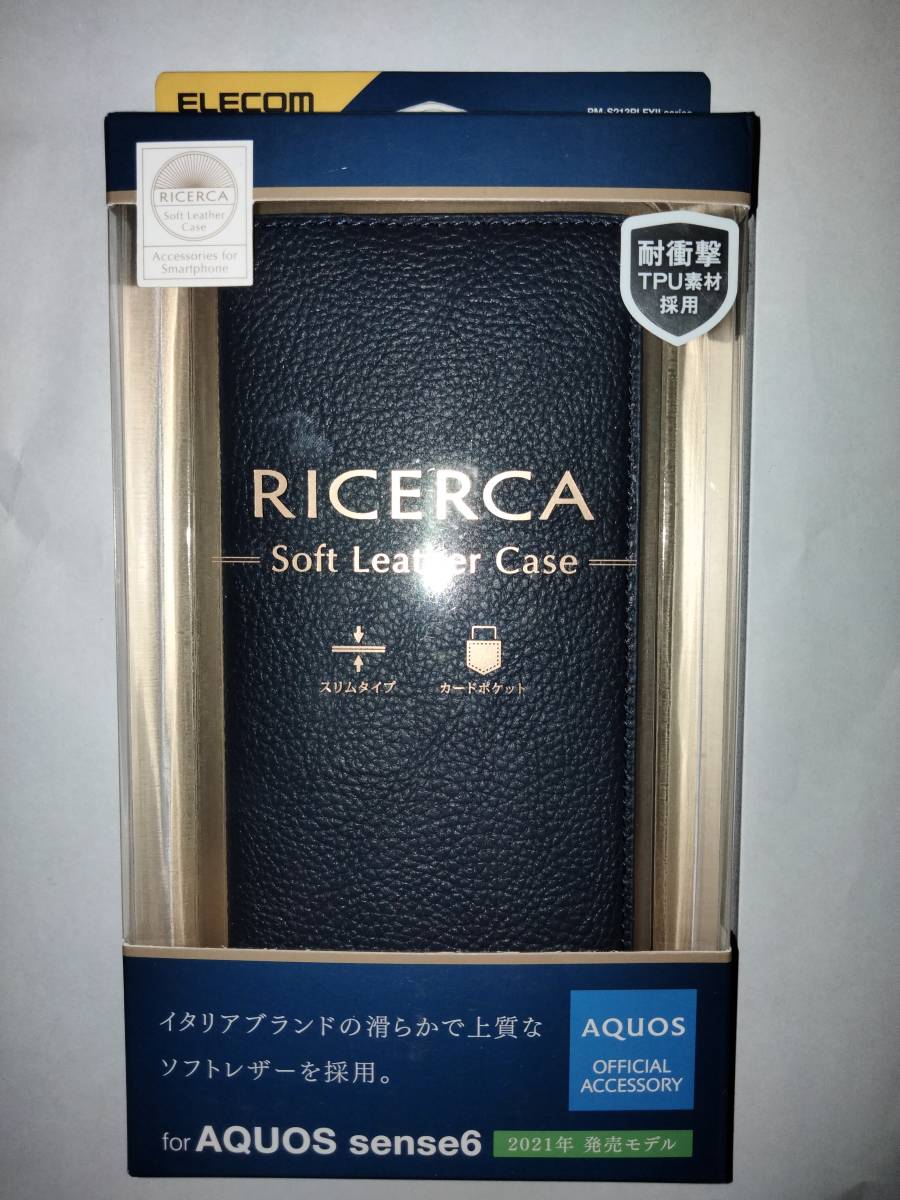 ELECOM
PM-S213PLFYIL series
RICERCA
Soft Leather
Case
Accessories for
Smartphone
耐衝撃
TPU素材
採用
RICERCA
Soft Leather Case
スリムタイプ
カードポケット
イタリアブランドの滑らかで上質な
ソフトレザーを採用。
AQUOS
OFFICIAL
ACCESSORY
for AQUOS sense6
2021年 発売モデル